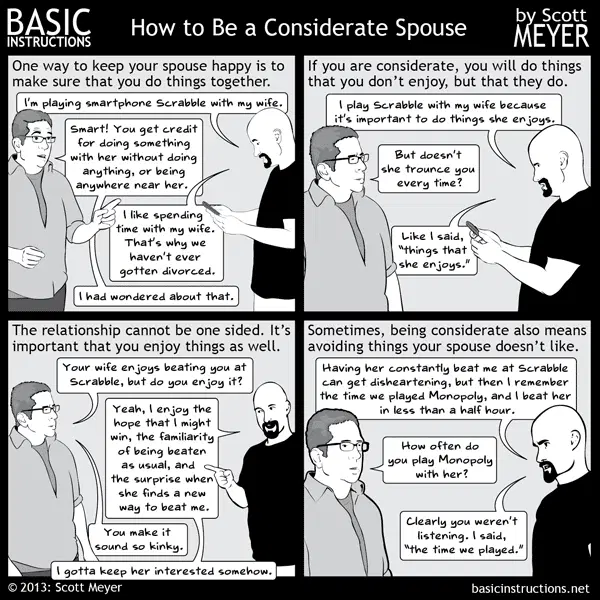 BASIC
INSTRUCTIONS
How to Be a Considerate Spouse
by Scott
MEYER
One way to keep your spouse happy is to
make sure that you do things together.
I'm playing smartphone Scrabble with my wife.
Smart! You get credit
for doing something
with her without doing
anything, or being
anywhere near her.
I like spending
time with my wife.
That's why we
haven't ever
gotten divorced.
I had wondered about that.
If you are considerate, you will do things
that you don't enjoy, but that they do.
I play Scrabble with my wife because
it's important to do things she enjoys.
But doesn't
she trounce you
every time?
Like I said,
"things that
she enjoys."
The relationship cannot be one sided. It's
important that you enjoy things as well.
Your wife enjoys beating you at
Scrabble, but do you enjoy it?
Yeah, I enjoy the
hope that I might
win, the familiarity
of being beaten
as usual, and
the surprise when
she finds a new
way to beat me.
You make it
sound so kinky.
I gotta keep her interested somehow.
Sometimes, being considerate also means
avoiding things your spouse doesn't like.
Having her constantly beat me at Scrabble
can get disheartening, but then I remember
the time we played Monopoly, and I beat her
in less than a half hour.
How often do
you play Monopoly
with her?
Clearly you weren't
listening. I said,
"the time we played."
© 2013: Scott Meyer
basicinstructions.net